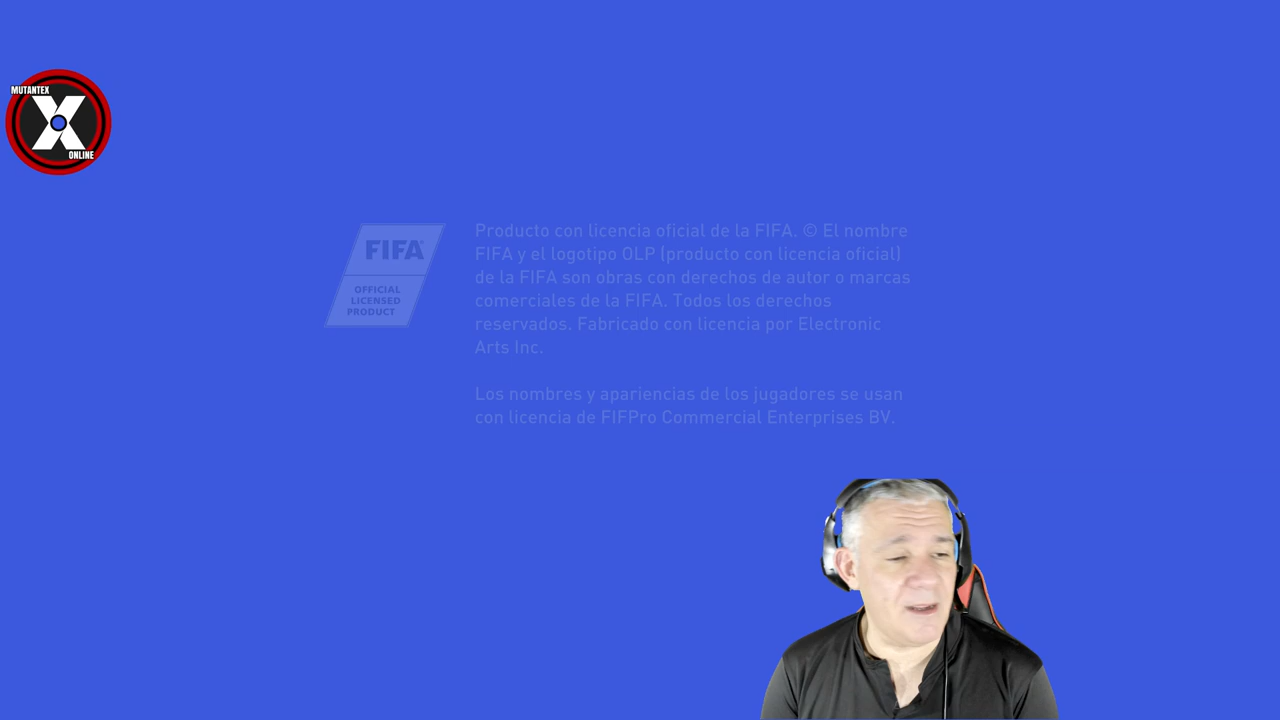 MUTANTEX
X
ONLINE
FIFA
OFFICIAL
LICENSED
PRODUCT
Producto con licencia oficial de la FIFA. © El nombre
FIFA y el logotipo OLP (producto con licencia oficial)
de la FIFA son obras con derechos de autor o marcas
comerciales de la FIFA. Todos los derechos
reservados. Fabricado con licencia por Electronic
Arts Inc.
Los nombres y apariencias de los jugadores se usan
con licencia de FIFPro Commercial Enterprises BV.